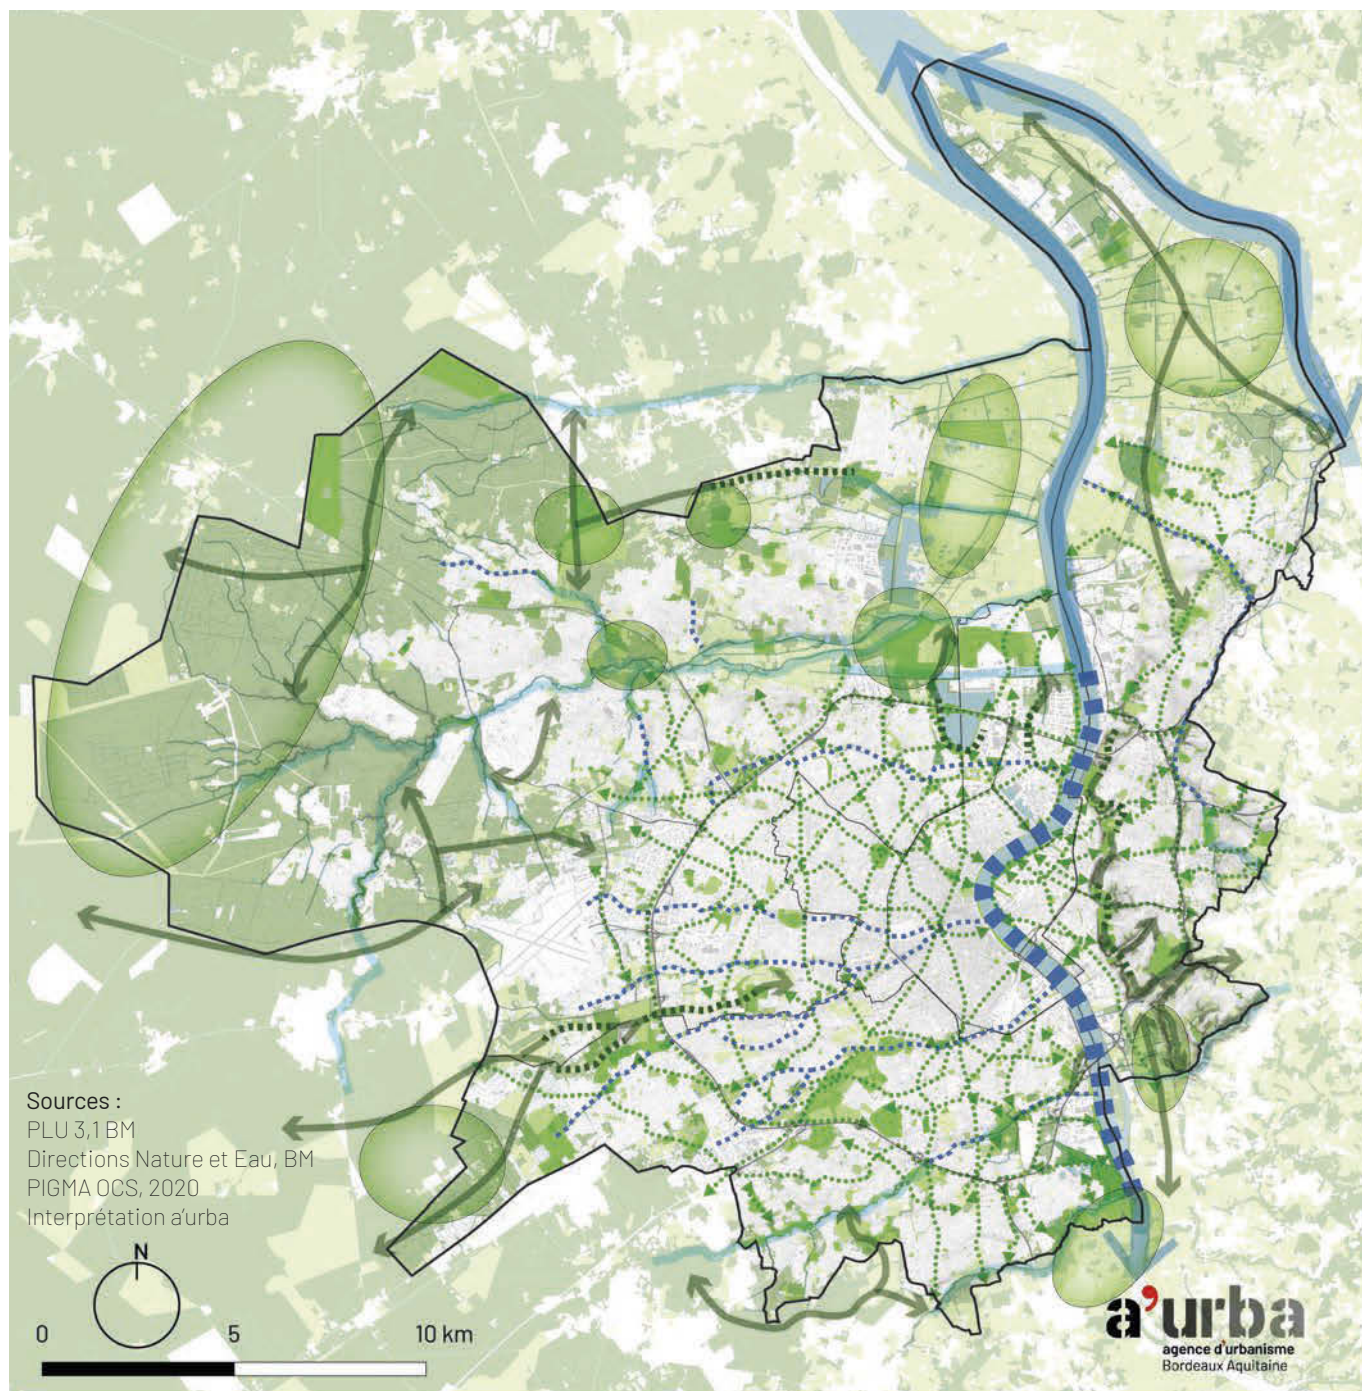 Sources :
PLU 3,1 BM
Directions Nature et Eau, BM
PIGMA OCS, 2020
Interprétation a'urba
N
0 5 10 km
a'urba
agence d'urbanisme
Bordeaux Aquitaine